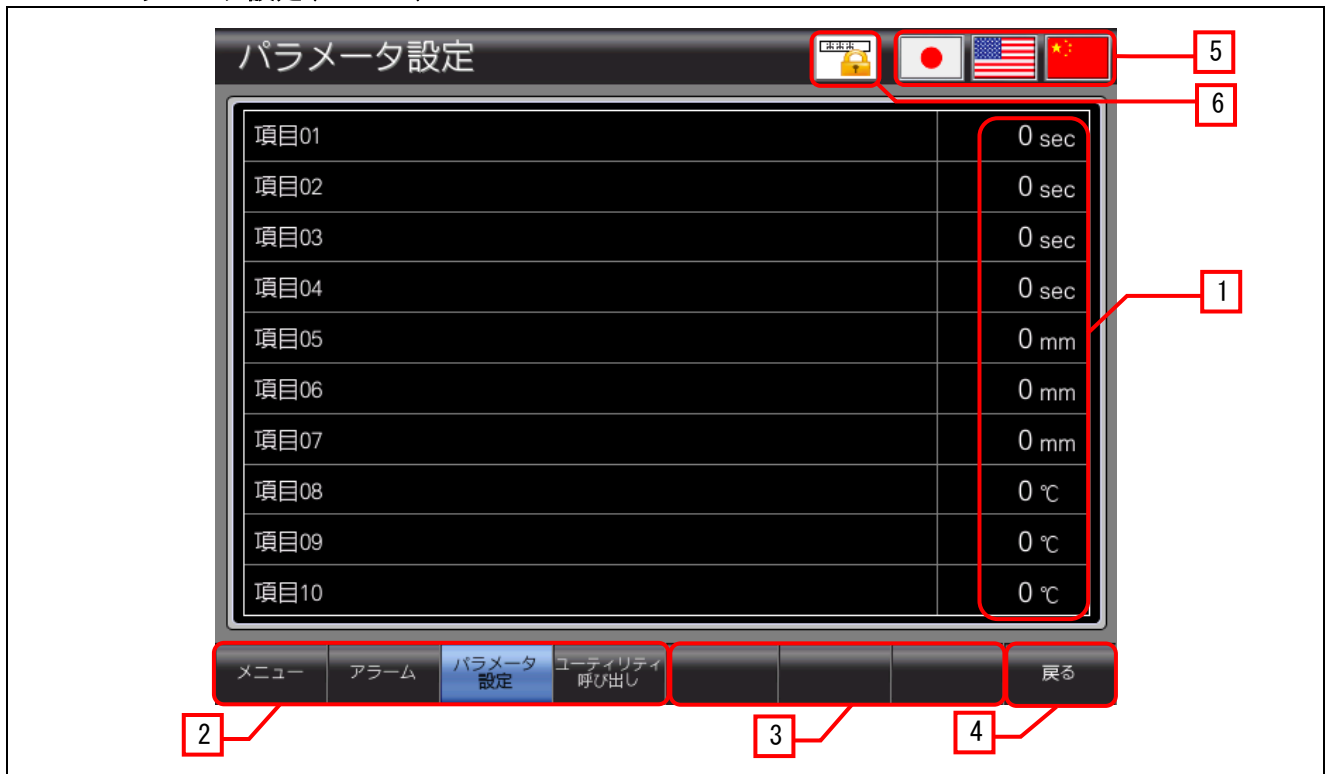 パラメータ設定
***
5
6
項目01 0 sec
項目02 0 sec
項目03 0 sec
項目04 0 sec
1
項目05 0 mm
項目06 0 mm
項目07 0 mm
項目08 0 ℃
項目09 0 ℃
項目10 0 ℃
メニュー アラーム パラメータ設定 ユーティリティ呼び出し 戻る
2 3 4